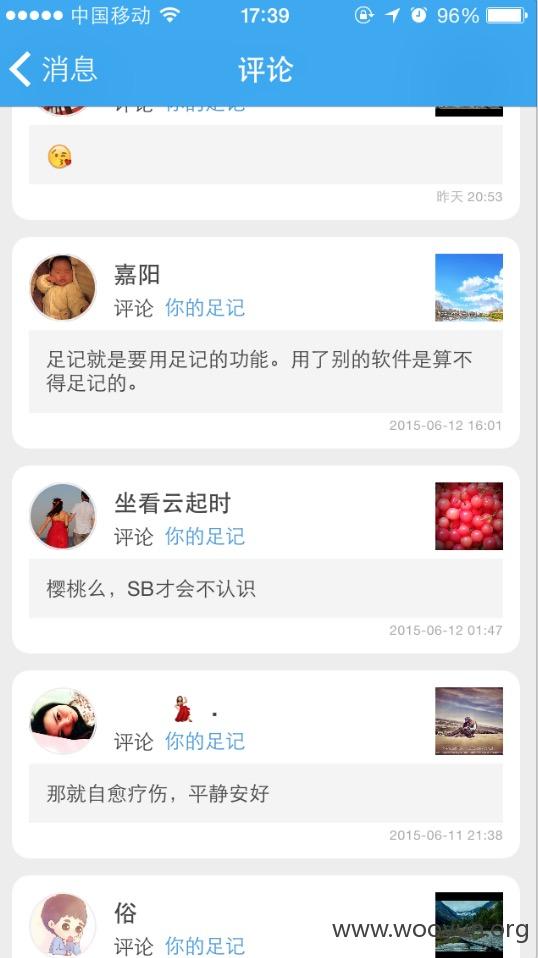 中国移动 17:39 96%
消息 评论
评论 你的足记
😘
昨天 20:53
嘉阳
评论 你的足记
足记就是要用足记的功能。用了别的软件是算不
得足记的。
2015-06-12 16:01
坐看云起时
评论 你的足记
樱桃么，SB才会不认识
2015-06-12 01:47
💃 .
评论 你的足记
那就自愈疗伤，平静安好
2015-06-11 21:38
俗
评论 你的足记